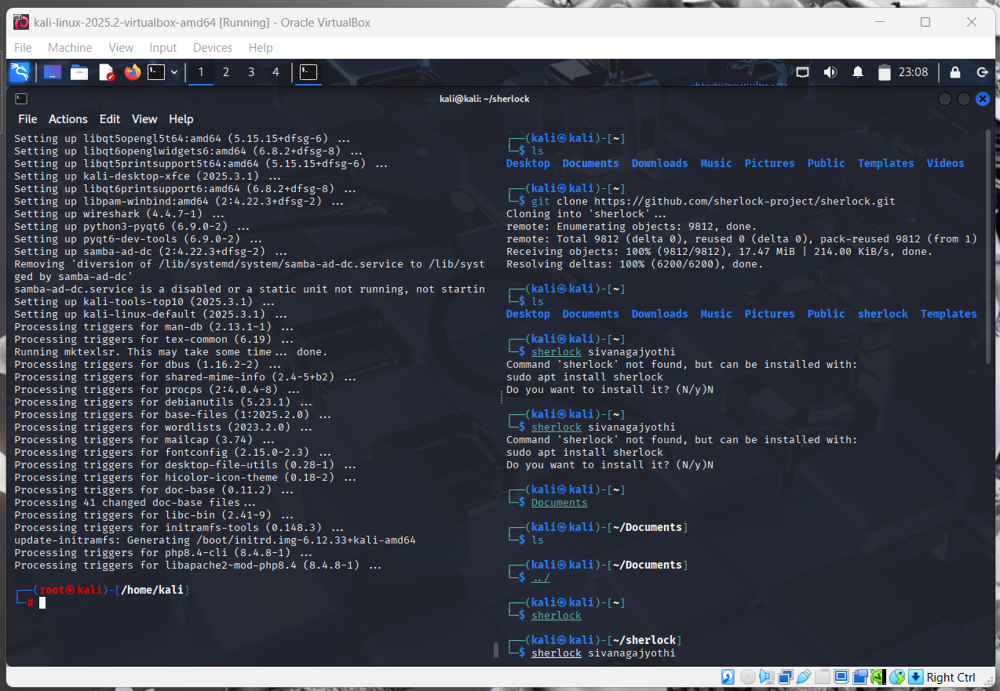 kali-linux-2025.2-virtualbox-amd64 [Running] - Oracle VirtualBox
File Machine View Input Devices Help
1 2 3 4 23:08
kali@kali: ~/sherlock
File Actions Edit View Help
Setting up libqt5opengl5t64:amd64 (5.15.15+dfsg-6) ...
Setting up libqt6openglwidgets6:amd64 (6.8.2+dfsg-8) ...
Setting up libqt5printsupport5t64:amd64 (5.15.15+dfsg-6) ...
Setting up kali-desktop-xfce (2025.3.1) ...
Setting up libqt6printsupport6:amd64 (6.8.2+dfsg-8) ...
Setting up libpam-winbind:amd64 (2:4.22.3+dfsg-2) ...
Setting up wireshark (4.4.7-1) ...
Setting up python3-pyqt6 (6.9.0-2) ...
Setting up pyqt6-dev-tools (6.9.0-2) ...
Setting up samba-ad-dc (2:4.22.3+dfsg-2) ...
Removing 'diversion of /lib/systemd/system/samba-ad-dc.service to /lib/syst
ged by samba-ad-dc'
samba-ad-dc.service is a disabled or a static unit not running, not startin
Setting up kali-tools-top10 (2025.3.1) ...
Setting up kali-linux-default (2025.3.1) ...
Processing triggers for man-db (2.13.1-1) ...
Processing triggers for tex-common (6.19) ...
Running mktexlsr. This may take some time... done.
Processing triggers for dbus (1.16.2-2) ...
Processing triggers for shared-mime-info (2.4-5+b2) ...
Processing triggers for procps (2:4.0.4-8) ...
Processing triggers for debianutils (5.23.1) ...
Processing triggers for base-files (1:2025.2.0) ...
Processing triggers for wordlists (2023.2.0) ...
Processing triggers for mailcap (3.74) ...
Processing triggers for fontconfig (2.15.0-2.3) ...
Processing triggers for desktop-file-utils (0.28-1) ...
Processing triggers for hicolor-icon-theme (0.18-2) ...
Processing triggers for doc-base (0.11.2) ...
Processing 41 changed doc-base files...
Processing triggers for libc-bin (2.41-9) ...
Processing triggers for initramfs-tools (0.148.3) ...
update-initramfs: Generating /boot/initrd.img-6.12.33+kali-amd64
Processing triggers for php8.4-cli (8.4.8-1) ...
Processing triggers for libapache2-mod-php8.4 (8.4.8-1) ...
┌──(root㉿kali)-[/home/kali]
└─#
┌──(kali㉿kali)-[~]
└─$ ls
Desktop Documents Downloads Music Pictures Public Templates Videos
┌──(kali㉿kali)-[~]
└─$ git clone https://github.com/sherlock-project/sherlock.git
Cloning into 'sherlock'...
remote: Enumerating objects: 9812, done.
remote: Total 9812 (delta 0), reused 0 (delta 0), pack-reused 9812 (from 1)
Receiving objects: 100% (9812/9812), 17.47 MiB | 214.00 KiB/s, done.
Resolving deltas: 100% (6200/6200), done.
┌──(kali㉿kali)-[~]
└─$ ls
Desktop Documents Downloads Music Pictures Public sherlock Templates
┌──(kali㉿kali)-[~]
└─$ sherlock sivanagajyothi
Command 'sherlock' not found, but can be installed with:
sudo apt install sherlock
Do you want to install it? (N/y)N
┌──(kali㉿kali)-[~]
└─$ sherlock sivanagajyothi
Command 'sherlock' not found, but can be installed with:
sudo apt install sherlock
Do you want to install it? (N/y)N
┌──(kali㉿kali)-[~]
└─$ Documents
┌──(kali㉿kali)-[~/Documents]
└─$ ls
┌──(kali㉿kali)-[~/Documents]
└─$ ../
┌──(kali㉿kali)-[~]
└─$ sherlock
┌──(kali㉿kali)-[~/sherlock]
└─$ sherlock sivanagajyothi
Right Ctrl